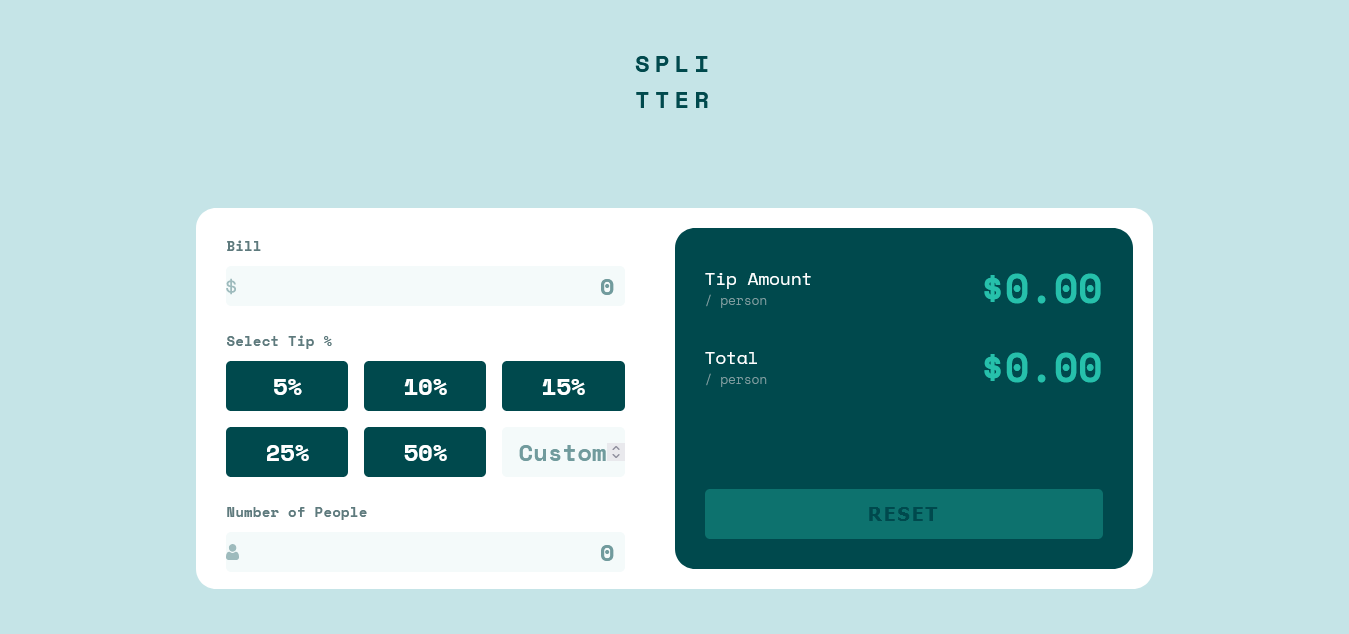 SPLI
TTER
Bill
$ 0
Select Tip %
5% 10% 15%
25% 50% Custom
Number of People
0
Tip Amount $0.00
/ person
Total $0.00
/ person
RESET